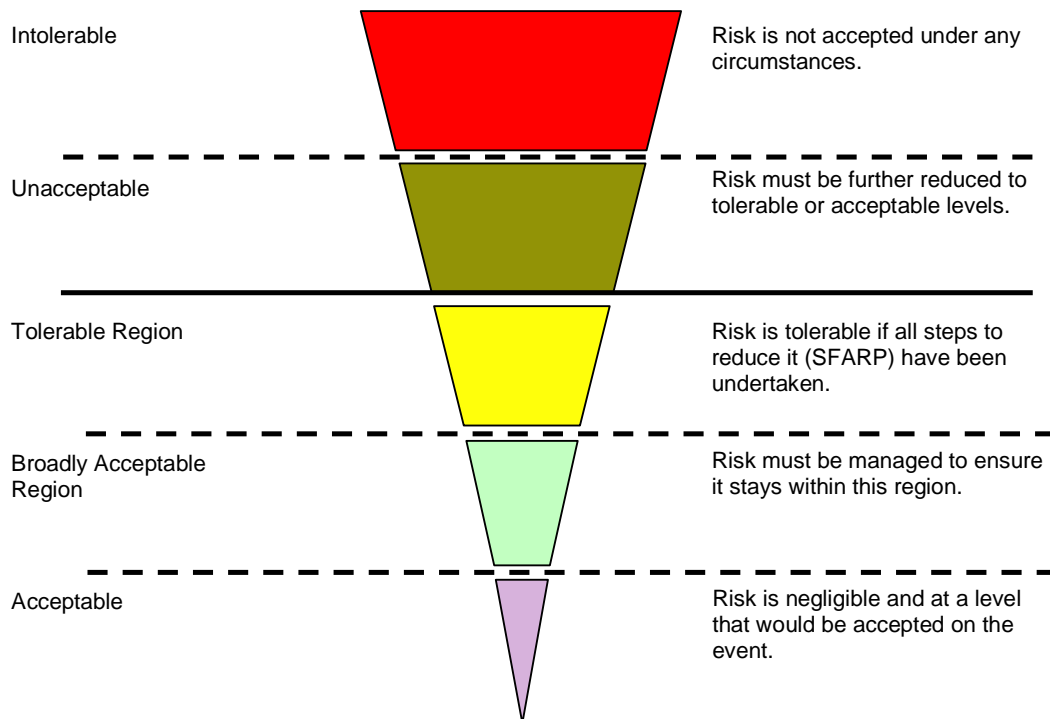 Intolerable
Risk is not accepted under any
circumstances.
Unacceptable
Risk must be further reduced to
tolerable or acceptable levels.
Tolerable Region
Risk is tolerable if all steps to
reduce it (SFARP) have been
undertaken.
Broadly Acceptable
Region
Risk must be managed to ensure
it stays within this region.
Acceptable
Risk is negligible and at a level
that would be accepted on the
event.